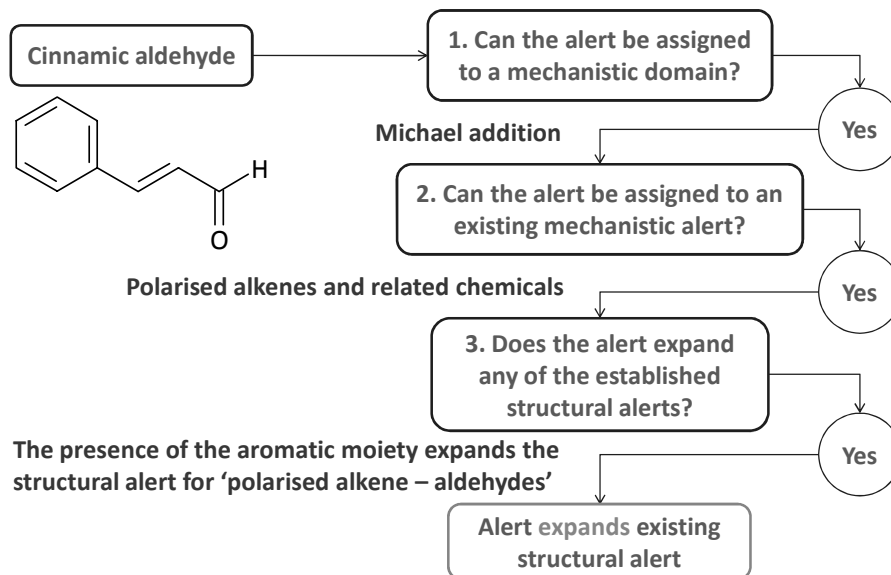 Cinnamic aldehyde
1. Can the alert be assigned
to a mechanistic domain?
Yes
Michael addition
2. Can the alert be assigned to an
existing mechanistic alert?
H
O
Yes
Polarised alkenes and related chemicals
3. Does the alert expand
any of the established
structural alerts?
Yes
The presence of the aromatic moiety expands the
structural alert for ‘polarised alkene – aldehydes’
Alert expands existing
structural alert